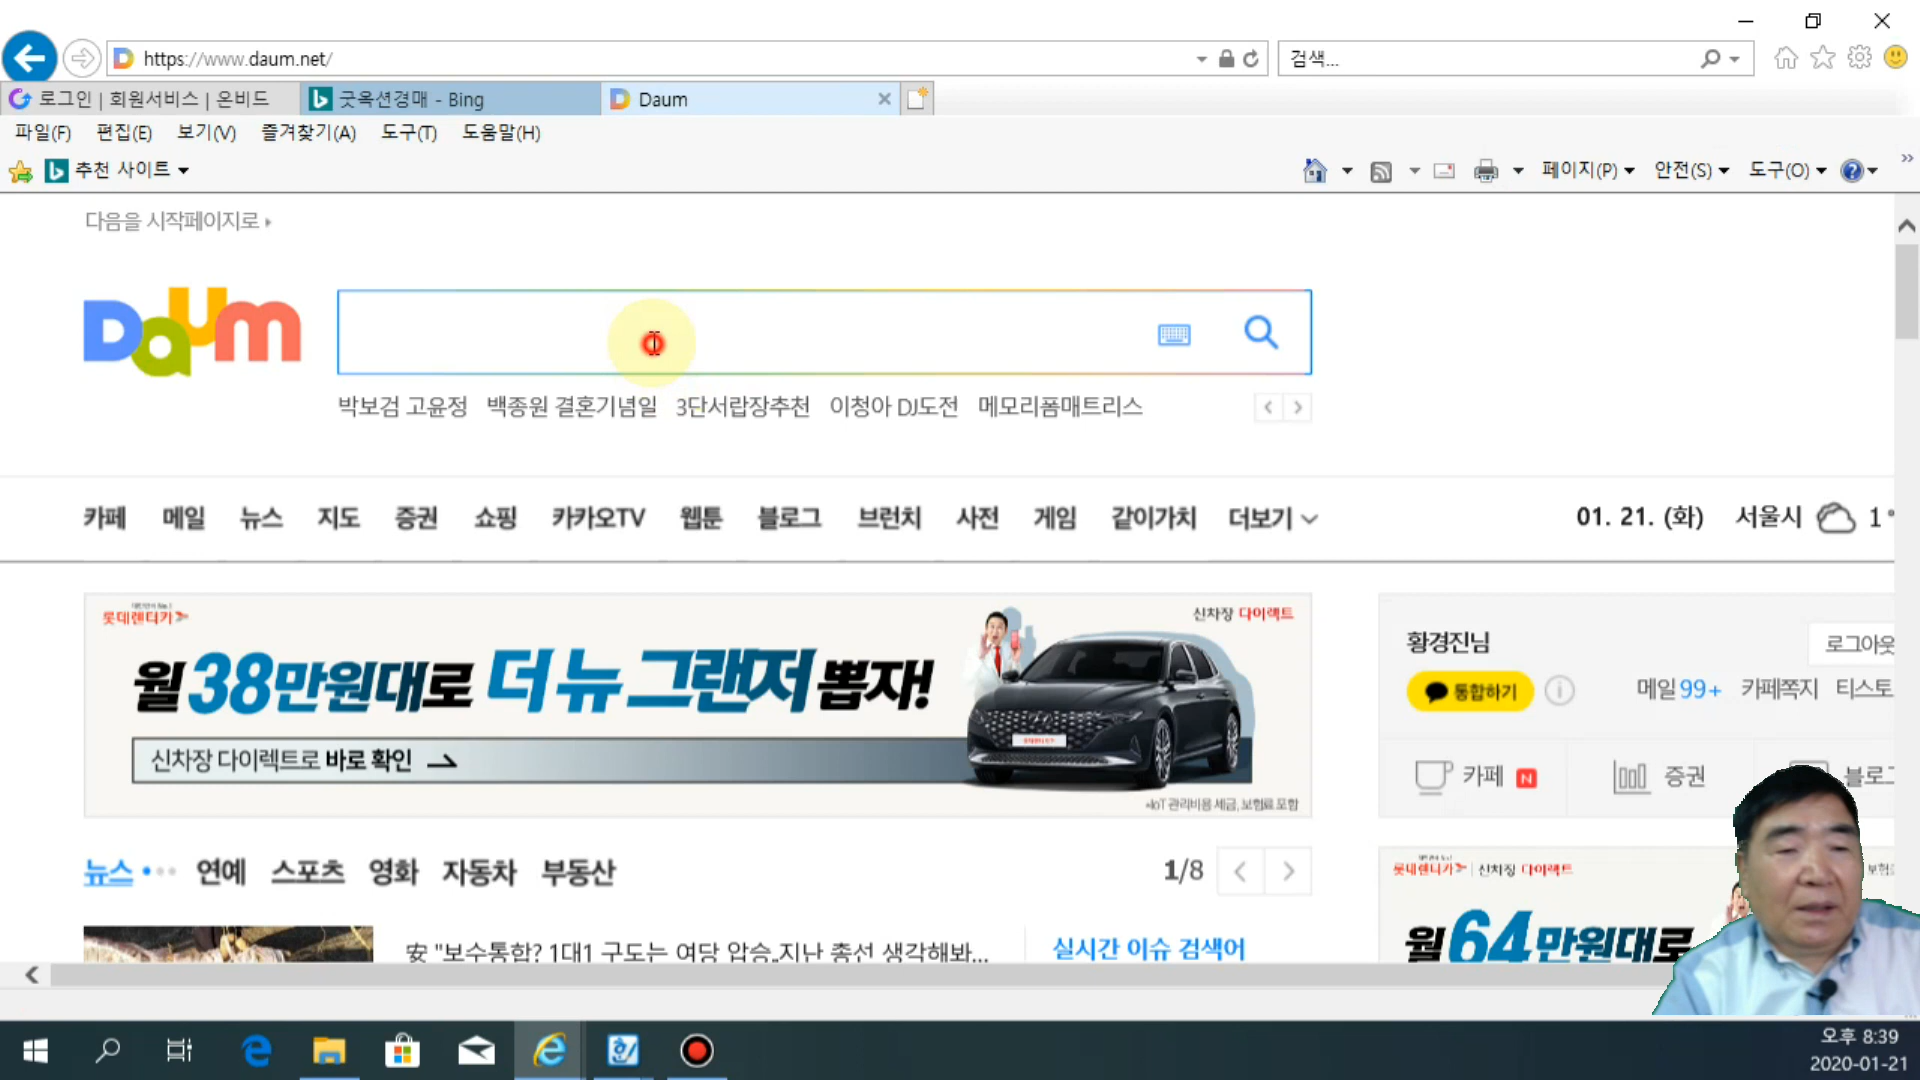 https://www.daum.net/
검색...
로그인 | 회원서비스 | 온비드
굿옥션경매 - Bing
Daum
파일(F) 편집(E) 보기(V) 즐겨찾기(A) 도구(T) 도움말(H)
추천 사이트
페이지(P) 안전(S) 도구(O)
다음을 시작페이지로
Daum
박보검 고윤정 백종원 결혼기념일 3단서랍장추천 이청아 DJ도전 메모리폼매트리스
카페 메일 뉴스 지도 증권 쇼핑 카카오TV 웹툰 블로그 브런치 사전 게임 같이가치 더보기
01. 21. (화) 서울시 1°
롯데렌터카
신차장 다이렉트
월 38만원대로 더 뉴 그랜저 뽑자!
신차장 다이렉트로 바로 확인
*IoT 관리비용 세금, 보험료 포함
황경진님
로그아웃
통합하기
메일 99+ 카페쪽지 티스토
카페 N 증권 블로그
뉴스 연예 스포츠 영화 자동차 부동산
1/8
롯데렌터카 | 신차장 다이렉트
보험
월 64만원대로
安 "보수통합? 1대1 구도는 여당 압승..지난 총선 생각해봐...
실시간 이슈 검색어
오후 8:39
2020-01-21